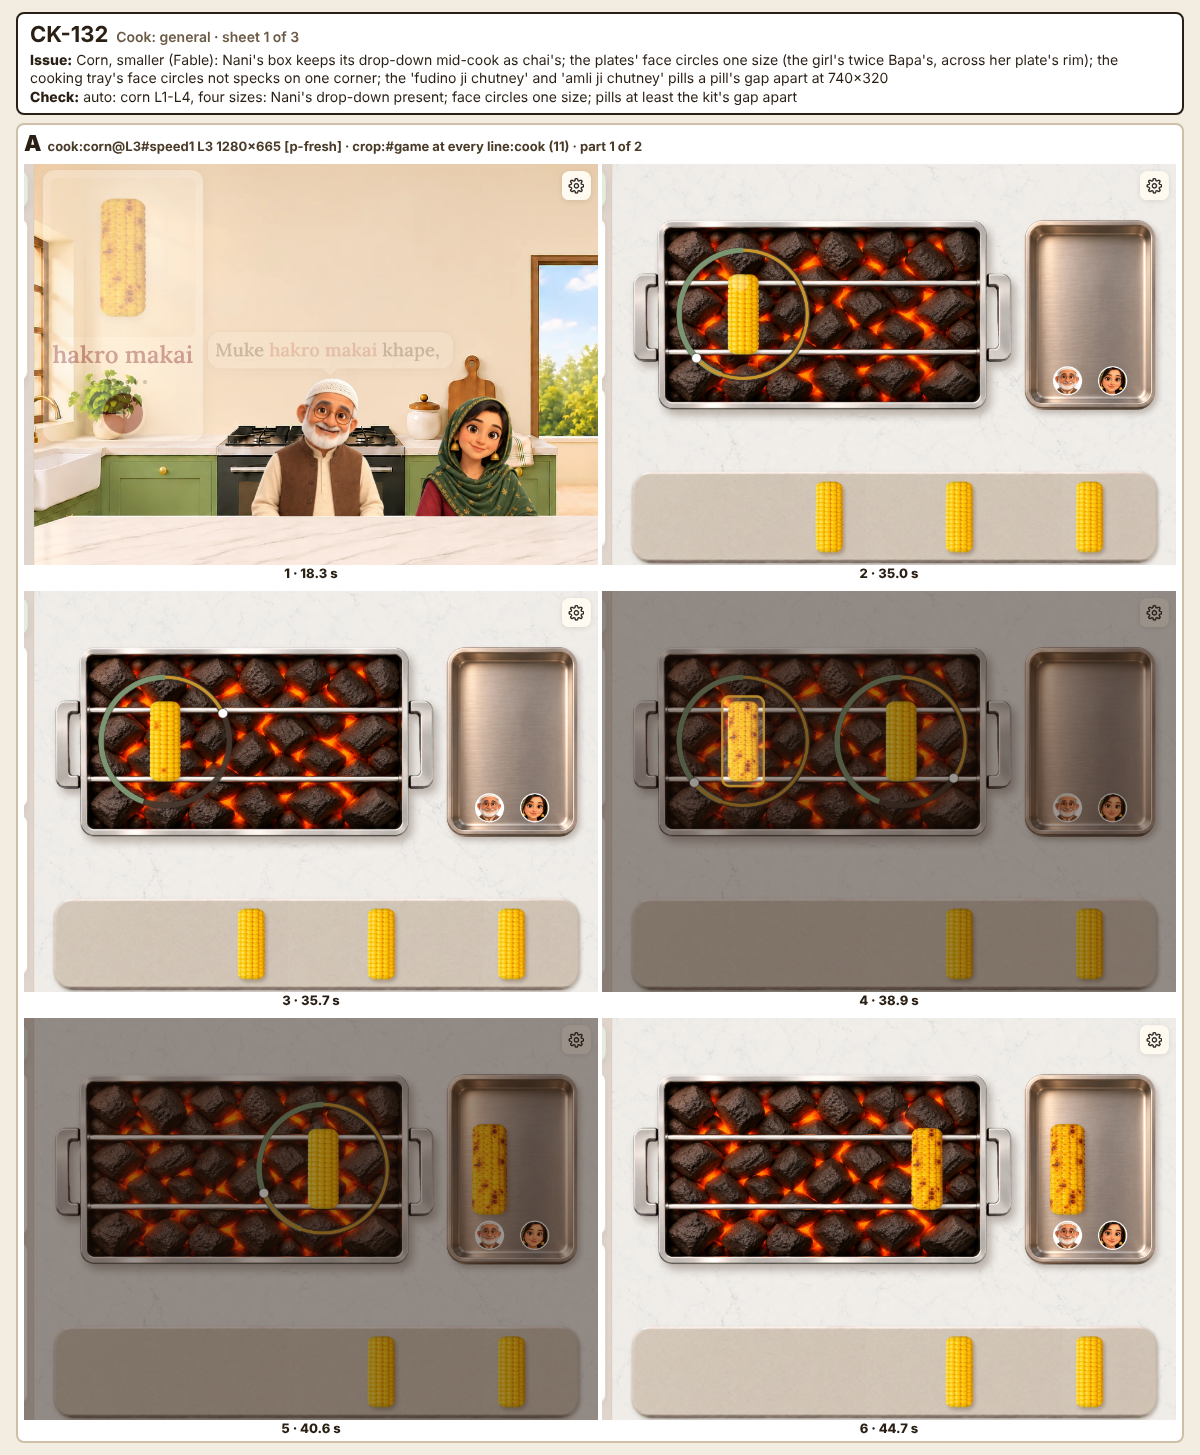 CK-132 Cook: general · sheet 1 of 3
Issue: Corn, smaller (Fable): Nani's box keeps its drop-down mid-cook as chai's; the plates' face circles one size (the girl's twice Bapa's, across her plate's rim); the
cooking tray's face circles not specks on one corner; the 'fudino ji chutney' and 'amli ji chutney' pills a pill's gap apart at 740×320
Check: auto: corn L1-L4, four sizes: Nani's drop-down present; face circles one size; pills at least the kit's gap apart
A cook:corn@L3#speed1 L3 1280×665 [p-fresh] · crop:#game at every line:cook (11) · part 1 of 2
hakro makai
Muke hakro makai khape,
1 · 18.3 s
2 · 35.0 s
3 · 35.7 s
4 · 38.9 s
5 · 40.6 s
6 · 44.7 s